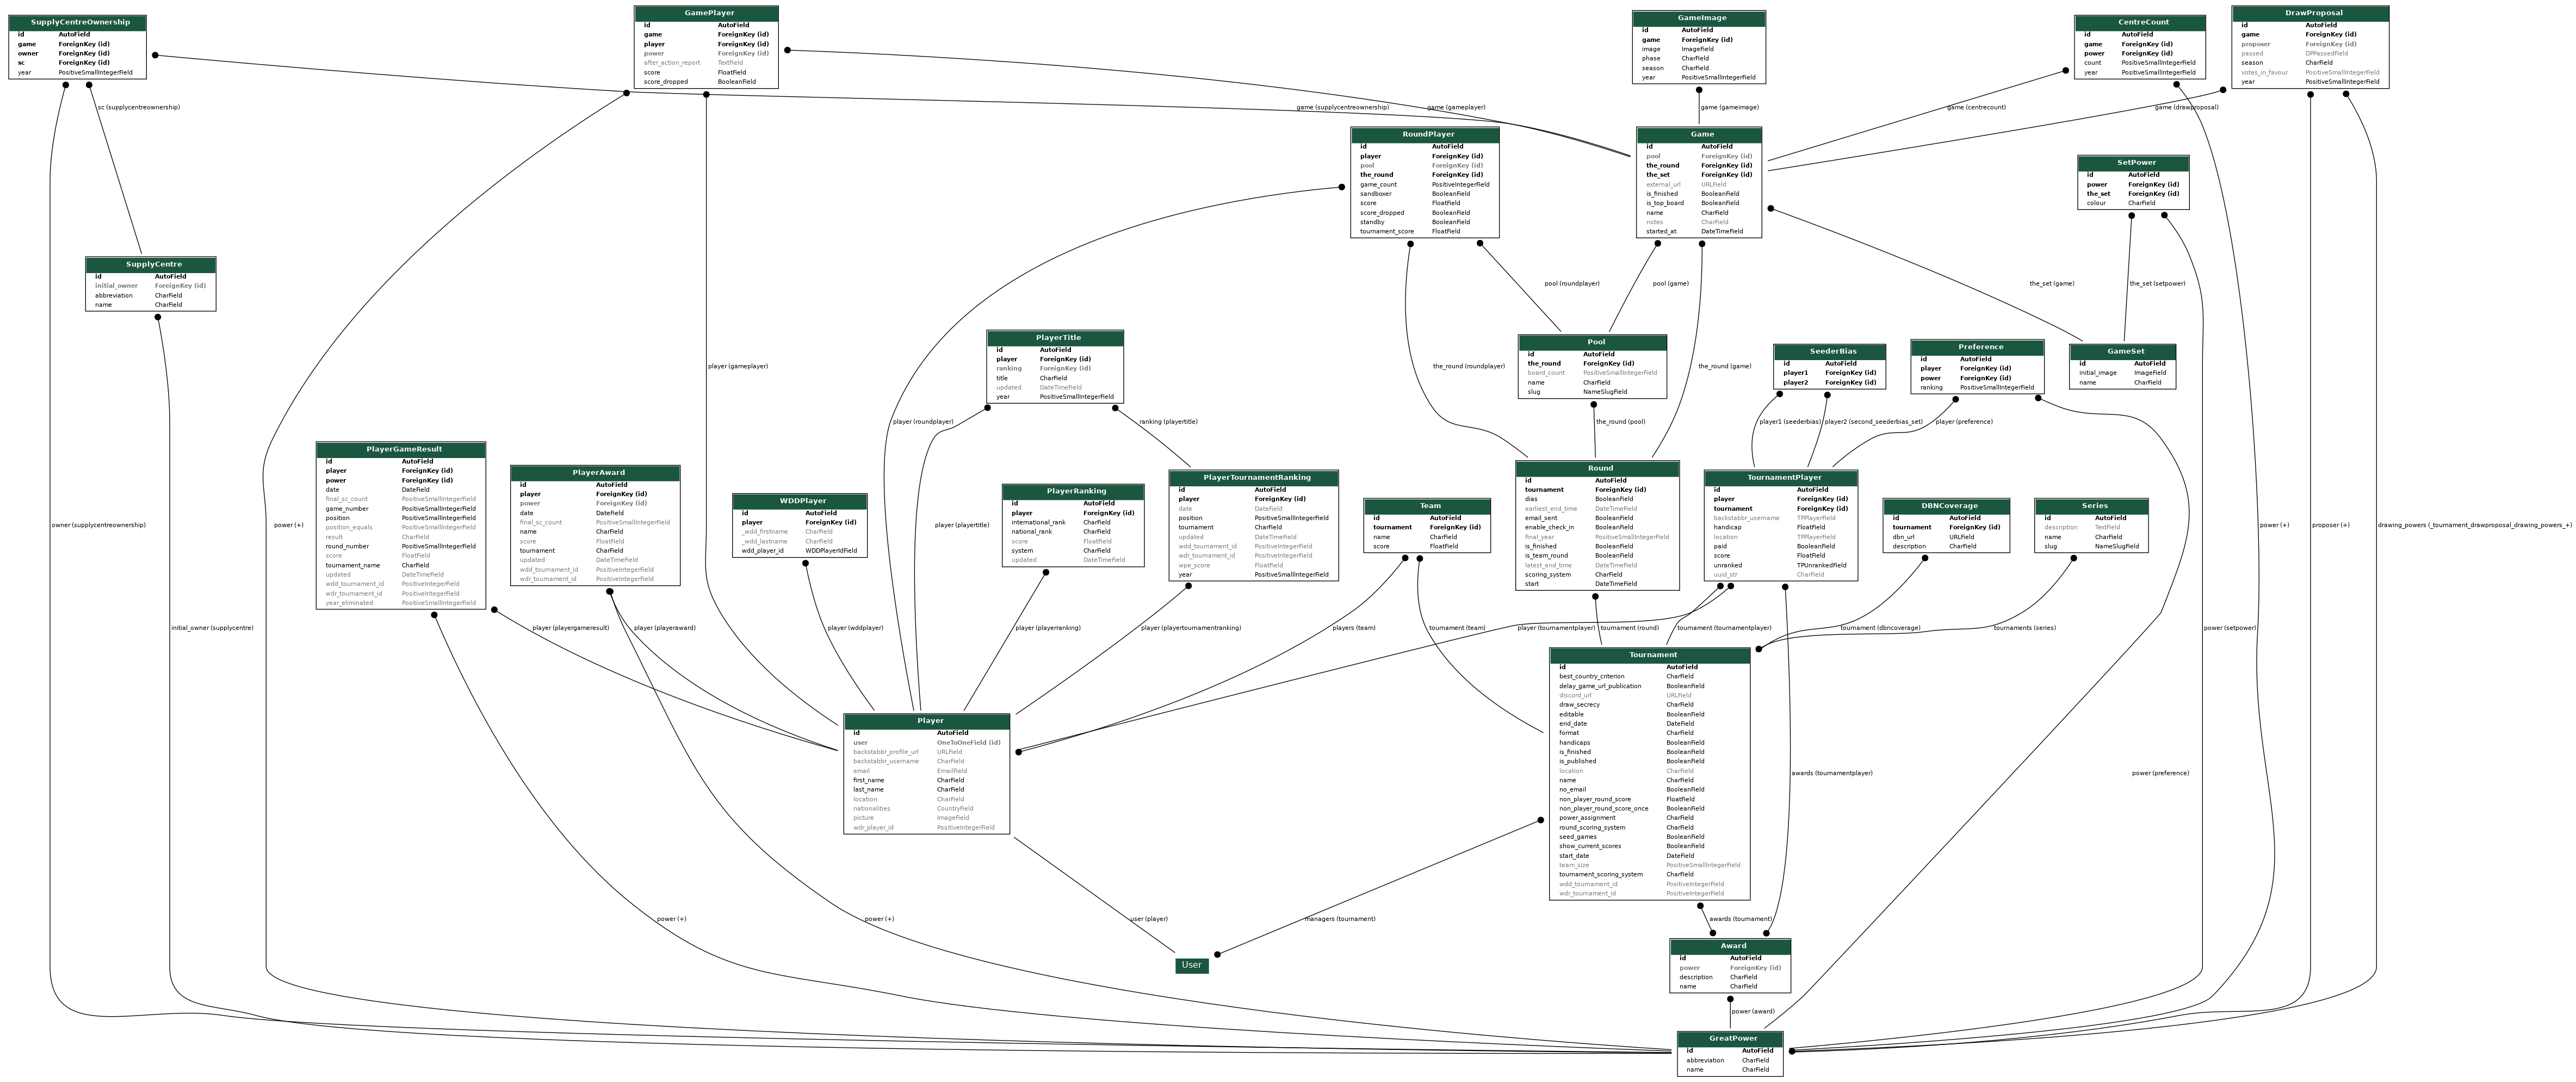 SupplyCentreOwnership
id AutoField
game ForeignKey (id)
owner ForeignKey (id)
sc ForeignKey (id)
year PositiveSmallIntegerField
GamePlayer
id AutoField
game ForeignKey (id)
player ForeignKey (id)
power ForeignKey (id)
after_action_report TextField
score FloatField
score_dropped BooleanField
GameImage
id AutoField
game ForeignKey (id)
image ImageField
phase CharField
season CharField
year PositiveSmallIntegerField
CentreCount
id AutoField
game ForeignKey (id)
power ForeignKey (id)
count PositiveSmallIntegerField
year PositiveSmallIntegerField
DrawProposal
id AutoField
game ForeignKey (id)
proposer ForeignKey (id)
passed DPPassedField
season CharField
votes_in_favour PositiveSmallIntegerField
year PositiveSmallIntegerField
sc (supplycentreownership)
game (supplycentreownership)
game (gameplayer)
game (gameimage)
game (centrecount)
game (drawproposal)
RoundPlayer
id AutoField
player ForeignKey (id)
pool ForeignKey (id)
the_round ForeignKey (id)
game_count PositiveIntegerField
sandboxer BooleanField
score FloatField
score_dropped BooleanField
standby BooleanField
tournament_score FloatField
Game
id AutoField
pool ForeignKey (id)
the_round ForeignKey (id)
the_set ForeignKey (id)
external_url URLField
is_finished BooleanField
is_top_board BooleanField
name CharField
notes CharField
started_at DateTimeField
SetPower
id AutoField
power ForeignKey (id)
the_set ForeignKey (id)
colour CharField
SupplyCentre
id AutoField
initial_owner ForeignKey (id)
abbreviation CharField
name CharField
pool (roundplayer)
pool (game)
the_set (game)
the_set (setpower)
PlayerTitle
id AutoField
player ForeignKey (id)
ranking ForeignKey (id)
title CharField
updated DateTimeField
year PositiveSmallIntegerField
Pool
id AutoField
the_round ForeignKey (id)
board_count PositiveSmallIntegerField
name CharField
slug NameSlugField
SeederBias
id AutoField
player1 ForeignKey (id)
player2 ForeignKey (id)
Preference
id AutoField
player ForeignKey (id)
power ForeignKey (id)
ranking PositiveSmallIntegerField
GameSet
id AutoField
initial_image ImageField
name CharField
player (gameplayer)
the_round (roundplayer)
the_round (game)
player (roundplayer)
ranking (playertitle)
the_round (pool)
player1 (seederbias)
player2 (second_seederbias_set)
player (preference)
PlayerGameResult
id AutoField
player ForeignKey (id)
power ForeignKey (id)
date DateField
final_sc_count PositiveSmallIntegerField
game_number PositiveSmallIntegerField
position PositiveSmallIntegerField
position_equals PositiveSmallIntegerField
result CharField
round_number PositiveSmallIntegerField
score FloatField
tournament_name CharField
updated DateTimeField
wdd_tournament_id PositiveIntegerField
wdr_tournament_id PositiveIntegerField
year_eliminated PositiveSmallIntegerField
PlayerAward
id AutoField
player ForeignKey (id)
power ForeignKey (id)
date DateField
final_sc_count PositiveSmallIntegerField
name CharField
score FloatField
tournament CharField
updated DateTimeField
wdd_tournament_id PositiveIntegerField
wdr_tournament_id PositiveIntegerField
WDDPlayer
id AutoField
player ForeignKey (id)
_wdd_firstname CharField
_wdd_lastname CharField
wdd_player_id WDDPlayerIdField
PlayerRanking
id AutoField
player ForeignKey (id)
international_rank CharField
national_rank CharField
score FloatField
system CharField
updated DateTimeField
PlayerTournamentRanking
id AutoField
player ForeignKey (id)
date DateField
position PositiveSmallIntegerField
tournament CharField
updated DateTimeField
wdd_tournament_id PositiveIntegerField
wdr_tournament_id PositiveIntegerField
wpe_score FloatField
year PositiveSmallIntegerField
Team
id AutoField
tournament ForeignKey (id)
name CharField
score FloatField
Round
id AutoField
tournament ForeignKey (id)
dias BooleanField
earliest_end_time DateTimeField
email_sent BooleanField
enable_check_in BooleanField
final_year PositiveSmallIntegerField
is_finished BooleanField
is_team_round BooleanField
latest_end_time DateTimeField
scoring_system CharField
start DateTimeField
TournamentPlayer
id AutoField
player ForeignKey (id)
tournament ForeignKey (id)
backstabbr_username TPPlayerField
handicap FloatField
location TPPlayerField
paid BooleanField
score FloatField
unranked TPUnrankedField
uuid_str CharField
DBNCoverage
id AutoField
tournament ForeignKey (id)
dbn_url URLField
description CharField
Series
id AutoField
description TextField
name CharField
slug NameSlugField
owner (supplycentreownership)
power (+)
player (playertitle)
power (+)
proposer (+)
drawing_powers (_tournament_drawproposal_drawing_powers_+)
initial_owner (supplycentre)
player (playergameresult)
player (playeraward)
player (wddplayer)
player (playerranking)
player (playertournamentranking)
players (team)
tournament (team)
player (tournamentplayer)
tournament (round)
tournament (tournamentplayer)
tournament (dbncoverage)
tournaments (series)
power (setpower)
Tournament
id AutoField
best_country_criterion CharField
delay_game_url_publication BooleanField
discord_url URLField
draw_secrecy CharField
editable BooleanField
end_date DateField
format CharField
handicaps BooleanField
is_finished BooleanField
is_published BooleanField
location CharField
name CharField
no_email BooleanField
non_player_round_score FloatField
non_player_round_score_once BooleanField
power_assignment CharField
round_scoring_system CharField
seed_games BooleanField
show_current_scores BooleanField
start_date DateField
team_size PositiveSmallIntegerField
tournament_scoring_system CharField
wdd_tournament_id PositiveIntegerField
wdr_tournament_id PositiveIntegerField
Player
id AutoField
user OneToOneField (id)
backstabbr_profile_url URLField
backstabbr_username CharField
email EmailField
first_name CharField
last_name CharField
location CharField
nationalities CountryField
picture ImageField
wdr_player_id PositiveIntegerField
awards (tournamentplayer)
power (preference)
power (+)
power (+)
user (player)
managers (tournament)
awards (tournament)
User
Award
id AutoField
power ForeignKey (id)
description CharField
name CharField
power (award)
GreatPower
id AutoField
abbreviation CharField
name CharField